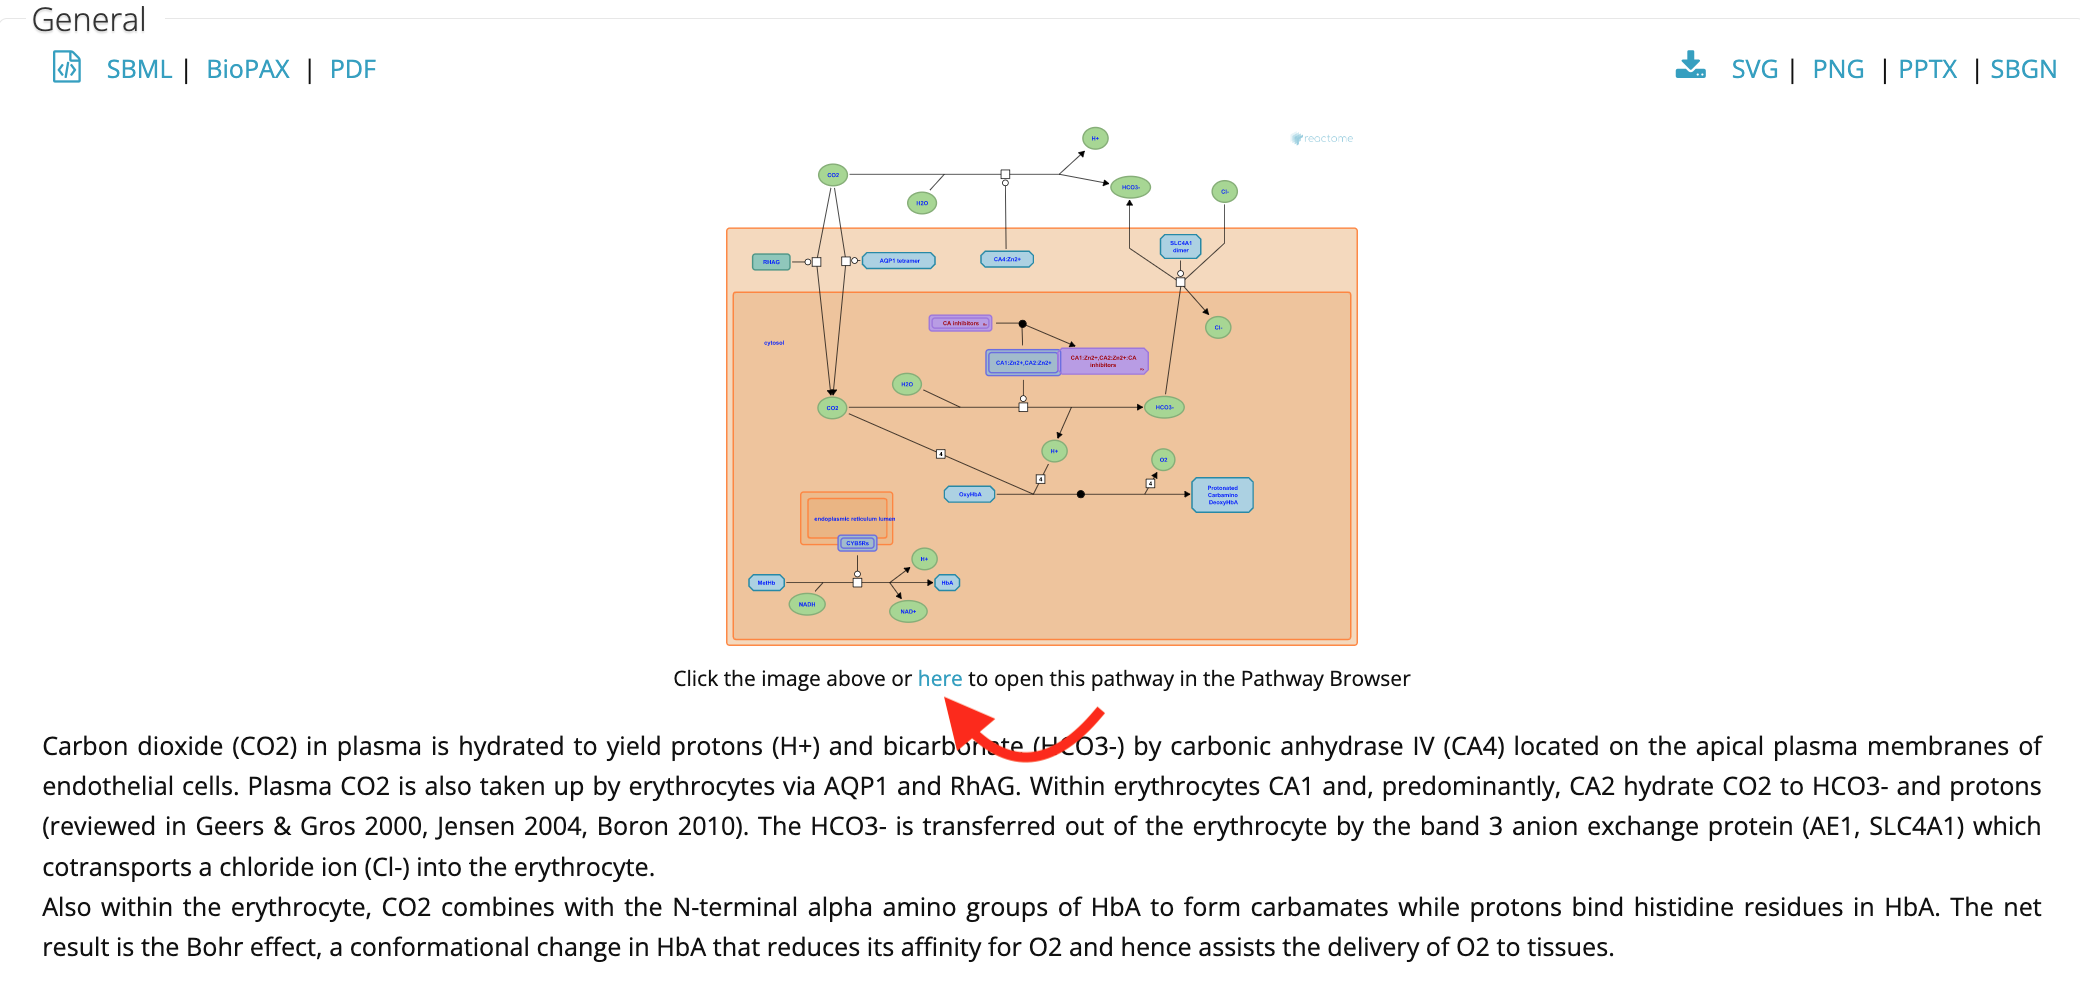 General
SBML | BioPAX | PDF
SVG | PNG | PPTX | SBGN
H+
reactome
CO2
HCO3-
Cl-
H2O
SLC4A1
dimer
RHAG
AQP1 tetramer
CA4:Zn2+
CA inhibitors
Cl-
cytosol
CA1:Zn2+,CA2:Zn2+
CA1:Zn2+,CA2:Zn2+:CA
inhibitors
H2O
CO2
HCO3-
H+
4
O2
4
4
OxyHbA
Protonated
Carbamino
DeoxyHbA
endoplasmic reticulum lumen
CYB5Rs
H+
MetHb
HbA
NADH
NAD+
Click the image above or here to open this pathway in the Pathway Browser
Carbon dioxide (CO2) in plasma is hydrated to yield protons (H+) and bicarbonate (HCO3-) by carbonic anhydrase IV (CA4) located on the apical plasma membranes of
endothelial cells. Plasma CO2 is also taken up by erythrocytes via AQP1 and RhAG. Within erythrocytes CA1 and, predominantly, CA2 hydrate CO2 to HCO3- and protons
(reviewed in Geers & Gros 2000, Jensen 2004, Boron 2010). The HCO3- is transferred out of the erythrocyte by the band 3 anion exchange protein (AE1, SLC4A1) which
cotransports a chloride ion (Cl-) into the erythrocyte.
Also within the erythrocyte, CO2 combines with the N-terminal alpha amino groups of HbA to form carbamates while protons bind histidine residues in HbA. The net
result is the Bohr effect, a conformational change in HbA that reduces its affinity for O2 and hence assists the delivery of O2 to tissues.